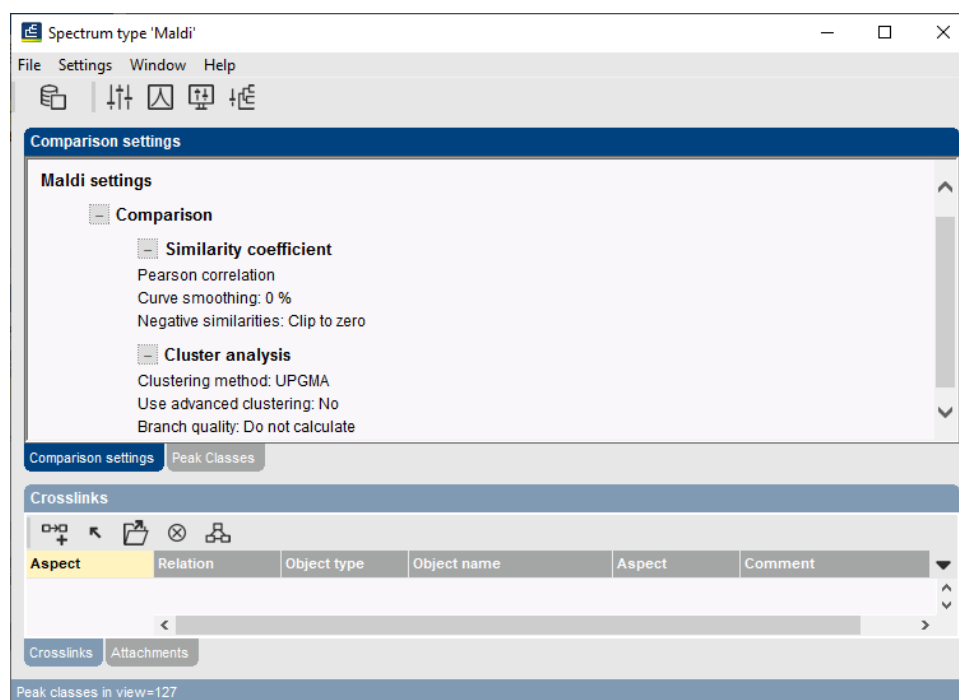 Spectrum type 'Maldi'
File Settings Window Help
Comparison settings
Maldi settings
Comparison
Similarity coefficient
Pearson correlation
Curve smoothing: 0 %
Negative similarities: Clip to zero
Cluster analysis
Clustering method: UPGMA
Use advanced clustering: No
Branch quality: Do not calculate
Comparison settings Peak Classes
Crosslinks
Aspect Relation Object type Object name Aspect Comment
Crosslinks Attachments
Peak classes in view=127